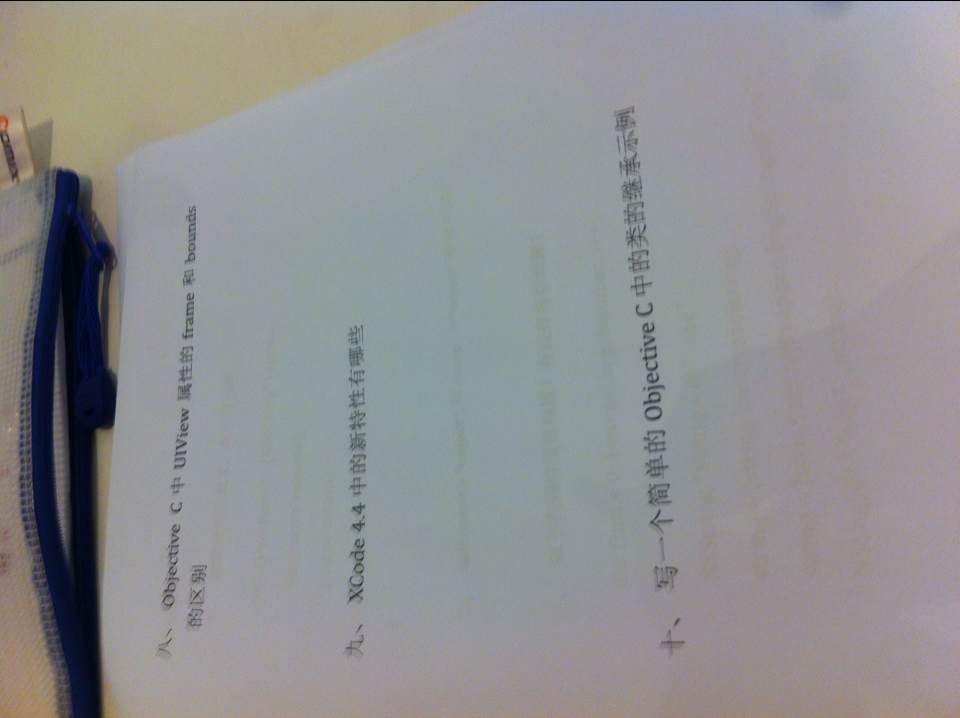 八、 Objective C 中 UIView 属性的 frame 和 bounds
的区别
九、 XCode 4.4 中的新特性有哪些
十、 写一个简单的 Objective C 中的类的继承示例